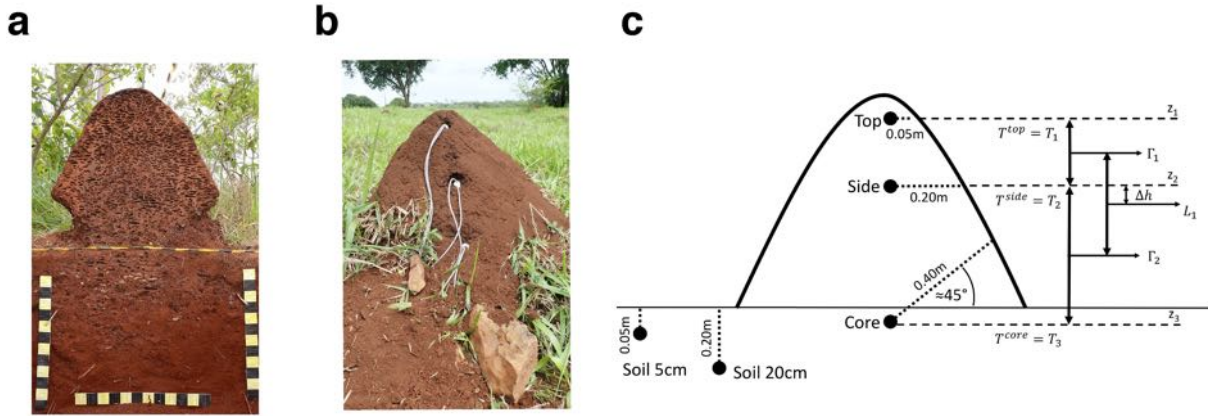 a
b
c
Top
0.05m
z₁
T^{top} = T₁
Γ₁
Side
0.20m
z₂
T^{side} = T₂
Δh
L₁
0.40m
≈45°
Γ₂
Core
z₃
T^{core} = T₃
0.05m
0.20m
Soil 5cm
Soil 20cm